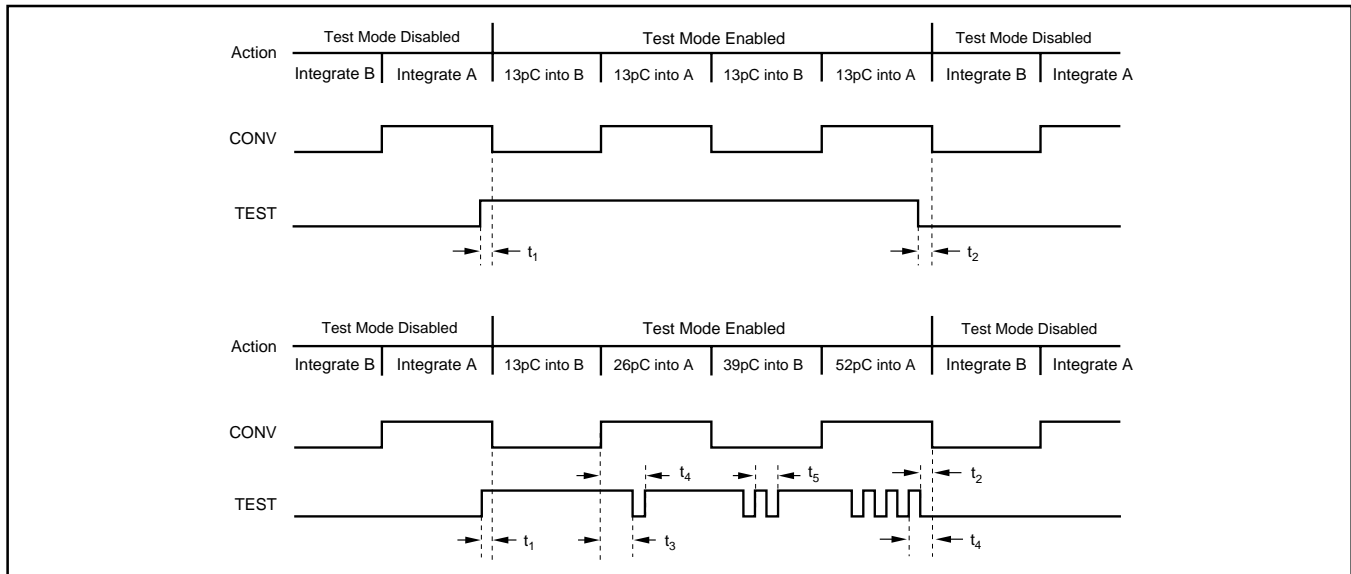 Test Mode Disabled Test Mode Enabled Test Mode Disabled
Action
Integrate B Integrate A 13pC into B 13pC into A 13pC into B 13pC into A Integrate B Integrate A
CONV
TEST
t1 t2
Test Mode Disabled Test Mode Enabled Test Mode Disabled
Action
Integrate B Integrate A 13pC into B 26pC into A 39pC into B 52pC into A Integrate B Integrate A
CONV
t4 t5 t2
TEST
t1 t3 t4